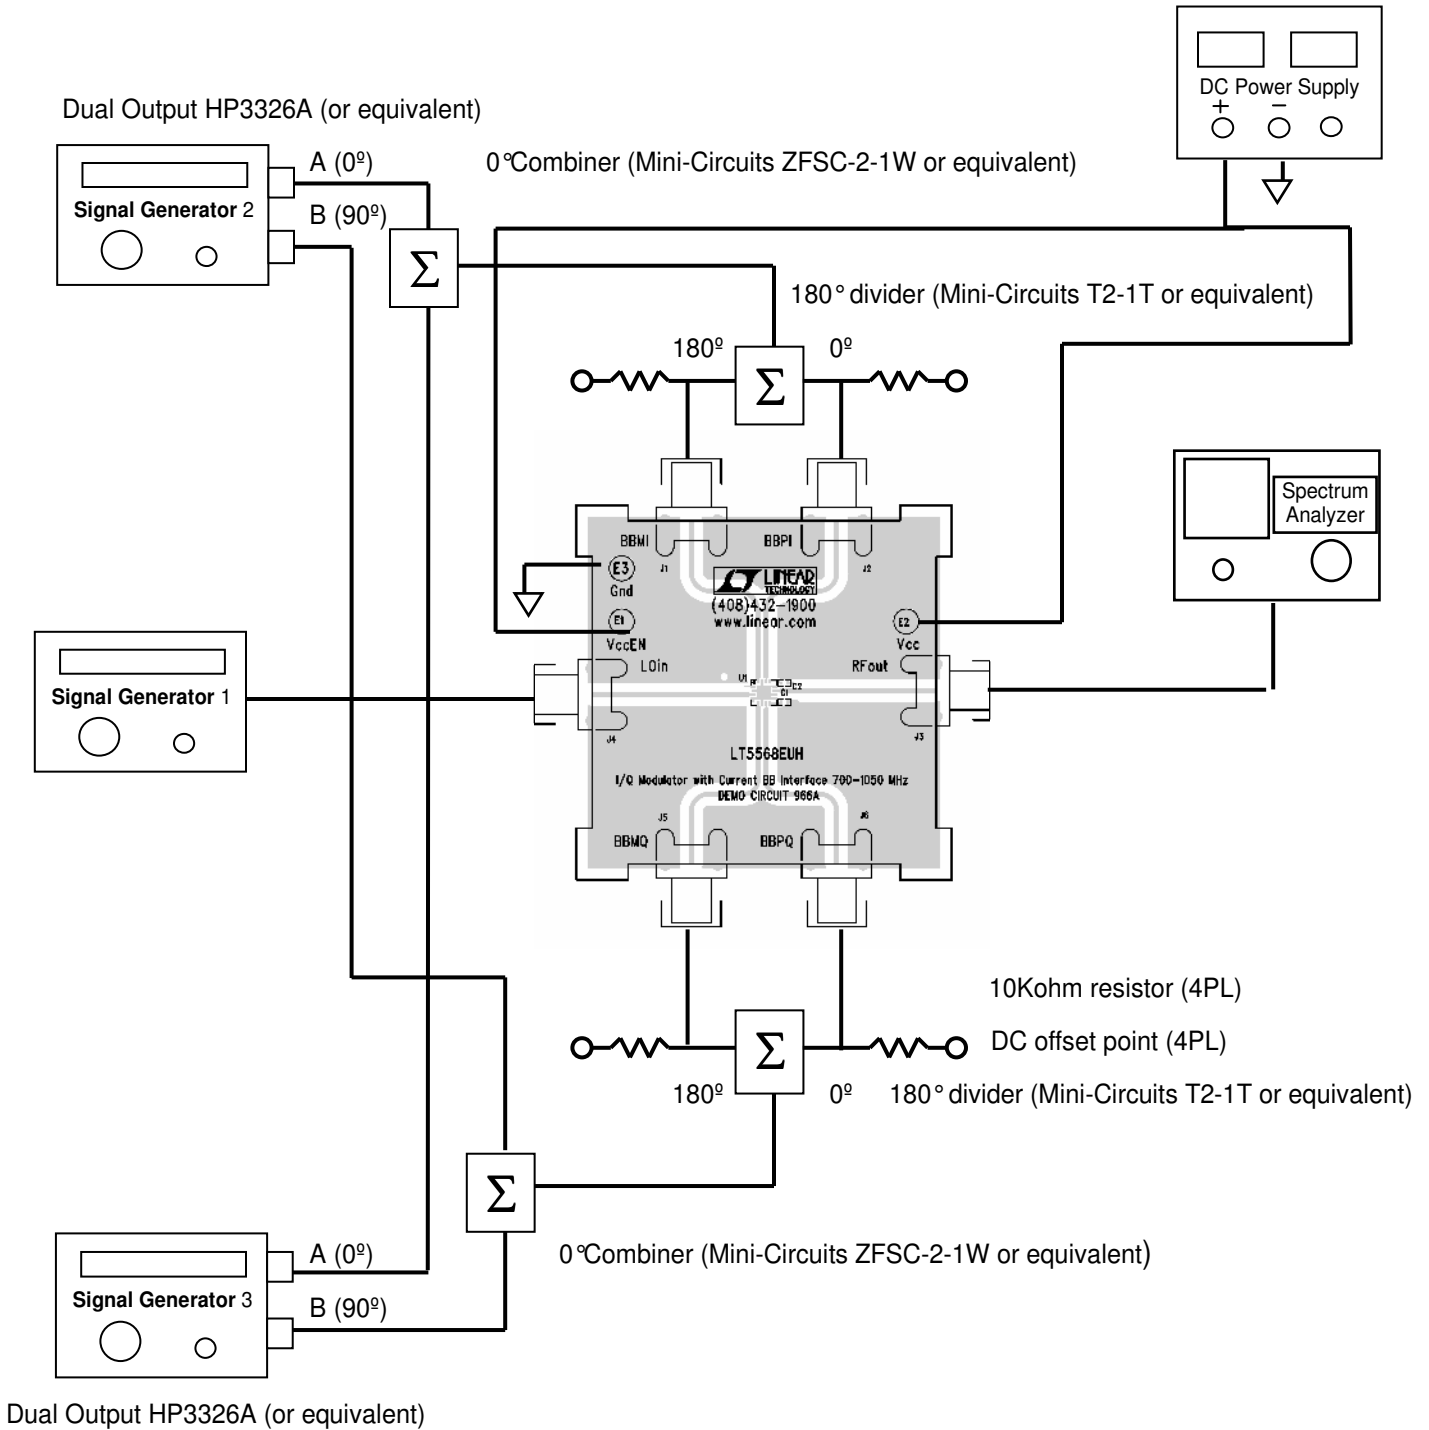 DC Power Supply
+ −
Dual Output HP3326A (or equivalent)
A (0º)
0°Combiner (Mini-Circuits ZFSC-2-1W or equivalent)
Signal Generator 2
B (90º)
Σ
180° divider (Mini-Circuits T2-1T or equivalent)
180º
0º
Σ
Spectrum
Analyzer
BBMI
BBPI
J1
J2
E3
Gnd
LINEAR
TECHNOLOGY
(408)432-1900
www.linear.com
E1
VccEN
E2
Vcc
LOin
RFout
Signal Generator 1
U1
C2
C1
J4
J3
LT5568EUH
I/Q Modulator with Current BB Interface 700-1050 MHz
DEMO CIRCUIT 966A
J5
J6
BBMQ
BBPQ
10Kohm resistor (4PL)
Σ
DC offset point (4PL)
180º
0º
180° divider (Mini-Circuits T2-1T or equivalent)
Σ
A (0º)
0°Combiner (Mini-Circuits ZFSC-2-1W or equivalent)
Signal Generator 3
B (90º)
Dual Output HP3326A (or equivalent)